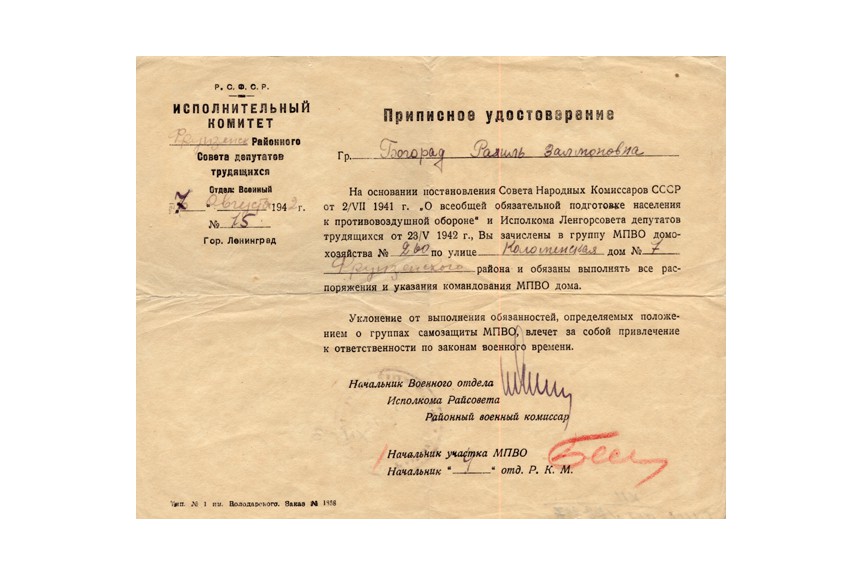 Р. С. Ф. С. Р.
ИСПОЛНИТЕЛЬНЫЙ
КОМИТЕТ
Районного
Совета депутатов
трудящихся
Отдел: Военный
7 Августа 1942 г.
№ 15.
Гор. Ленинград
Приписное удостоверение
Гр. Богорад Рахиль Залмоновна
На основании постановления Совета Народных Комиссаров СССР
от 2/VII 1941 г. „О всеобщей обязательной подготовке населения
к противовоздушной обороне“ и Исполкома Ленгорсовета депутатов
трудящихся от 23/V 1942 г., Вы зачислены в группу МПВО домо-
хозяйства № 260 по улице Коломенская дом № 7
Фрунзенского района и обязаны выполнять все рас-
поряжения и указания командования МПВО дома.
Уклонение от выполнения обязанностей, определяемых положе-
нием о группах самозащиты МПВО, влечет за собой привлечение
к ответственности по законам военного времени.
Начальник Военного отдела
Исполкома Райсовета
Районный военный комиссар
Начальник участка МПВО
Начальник “ 9 “ отд. Р. К. М.
Тип. № 1 им. Володарского. Заказ №